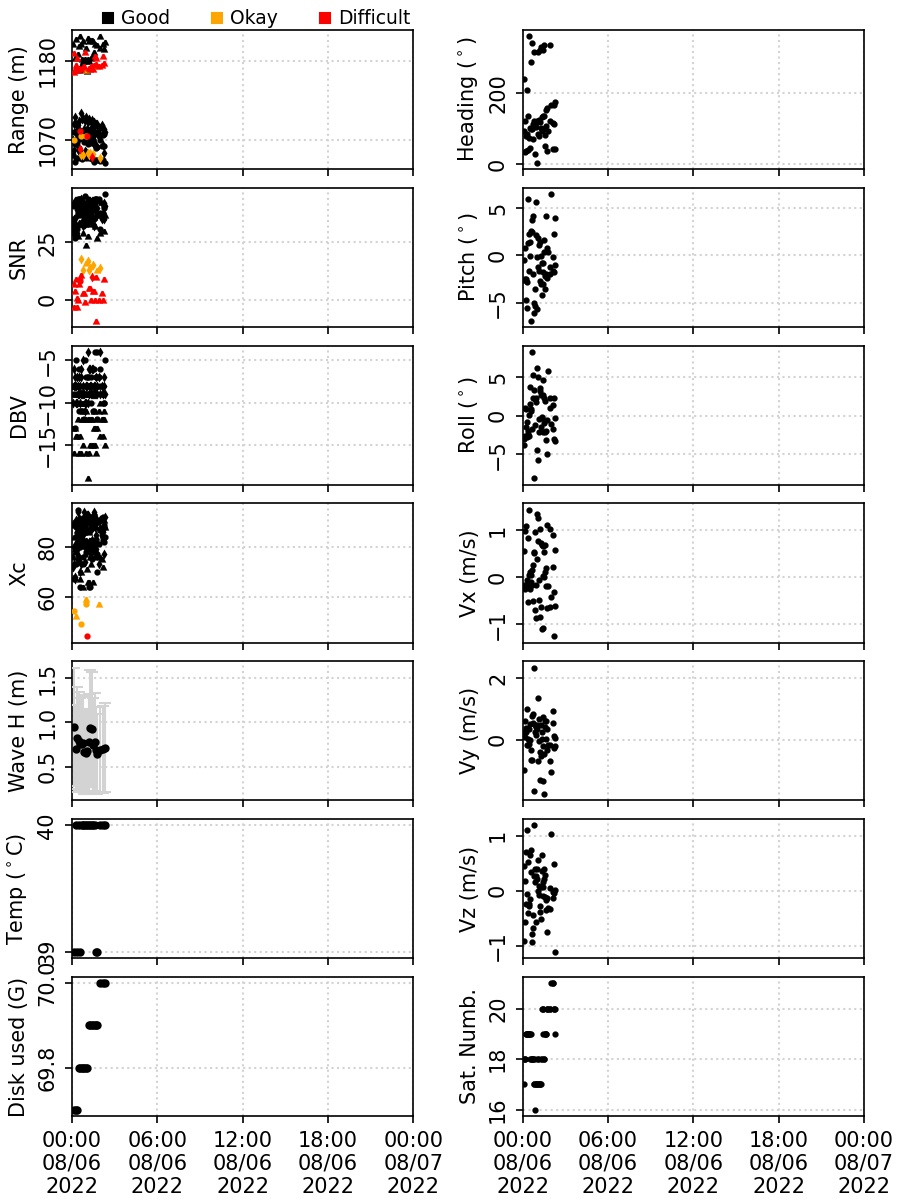 Good Okay Difficult
Range (m)
1180
1070
Heading (°)
200
0
SNR
25
0
Pitch (°)
5
0
−5
DBV
−5
−10
−15
Roll (°)
5
0
−5
Xc
80
60
Vx (m/s)
1
0
−1
Wave H (m)
1.5
1.0
0.5
Vy (m/s)
2
0
Temp (°C)
40
39
Vz (m/s)
1
0
−1
Disk used (G)
70.0
69.8
Sat. Numb.
20
18
16
00:00 06:00 12:00 18:00 00:00
08/06 08/06 08/06 08/06 08/07
2022 2022 2022 2022 2022
00:00 06:00 12:00 18:00 00:00
08/06 08/06 08/06 08/06 08/07
2022 2022 2022 2022 2022